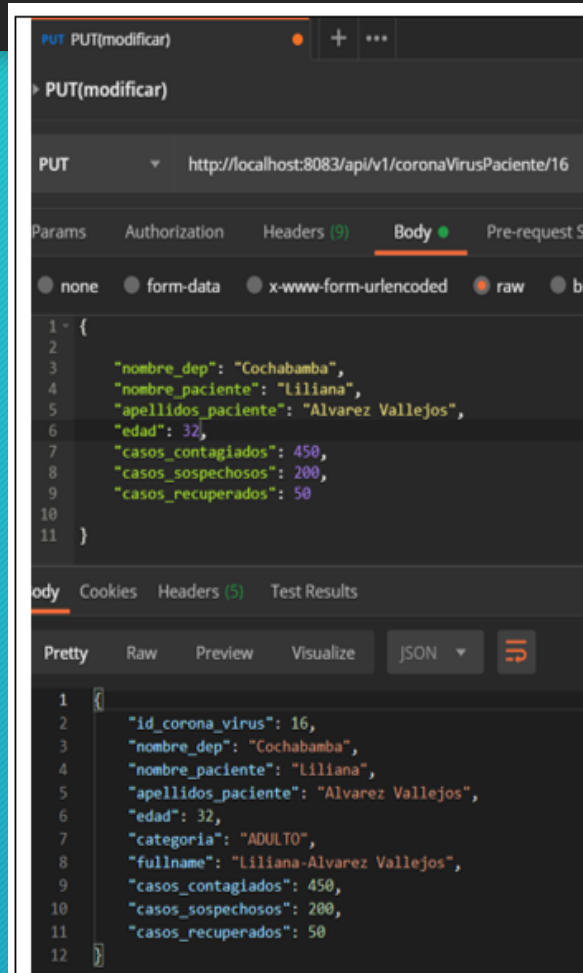 PUT PUT(modificar) + •••
PUT(modificar)
PUT http://localhost:8083/api/v1/coronaVirusPaciente/16
Params Authorization Headers (9) Body Pre-request S
none form-data x-www-form-urlencoded raw b
1 {
2
3 "nombre_dep": "Cochabamba",
4 "nombre_paciente": "Liliana",
5 "apellidos_paciente": "Alvarez Vallejos",
6 "edad": 32,
7 "casos_contagiados": 450,
8 "casos_sospechosos": 200,
9 "casos_recuperados": 50
10
11 }
ody Cookies Headers (5) Test Results
Pretty Raw Preview Visualize JSON
1 {
2 "id_corona_virus": 16,
3 "nombre_dep": "Cochabamba",
4 "nombre_paciente": "Liliana",
5 "apellidos_paciente": "Alvarez Vallejos",
6 "edad": 32,
7 "categoria": "ADULTO",
8 "fullname": "Liliana-Alvarez Vallejos",
9 "casos_contagiados": 450,
10 "casos_sospechosos": 200,
11 "casos_recuperados": 50
12 }